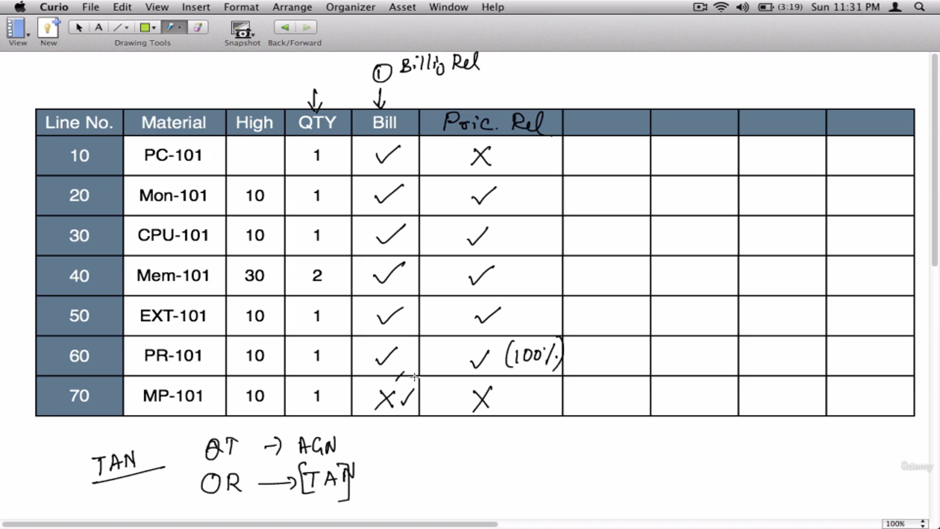 Curio File Edit View Insert Format Arrange Organizer Asset Window Help (3:19) Sun 11:31 PM
View New Drawing Tools Snapshot Back/Forward
① Billig Rel
Line No. Material High QTY Bill Pric. Rel
10 PC-101 1 ✓ X
20 Mon-101 10 1 ✓ ✓
30 CPU-101 10 1 ✓ ✓
40 Mem-101 30 2 ✓ ✓
50 EXT-101 10 1 ✓ ✓
60 PR-101 10 1 ✓ ✓ (100%)
70 MP-101 10 1 X ✓ X
TAN
QT → AGN
OR → [TAN]
Udemy
100%